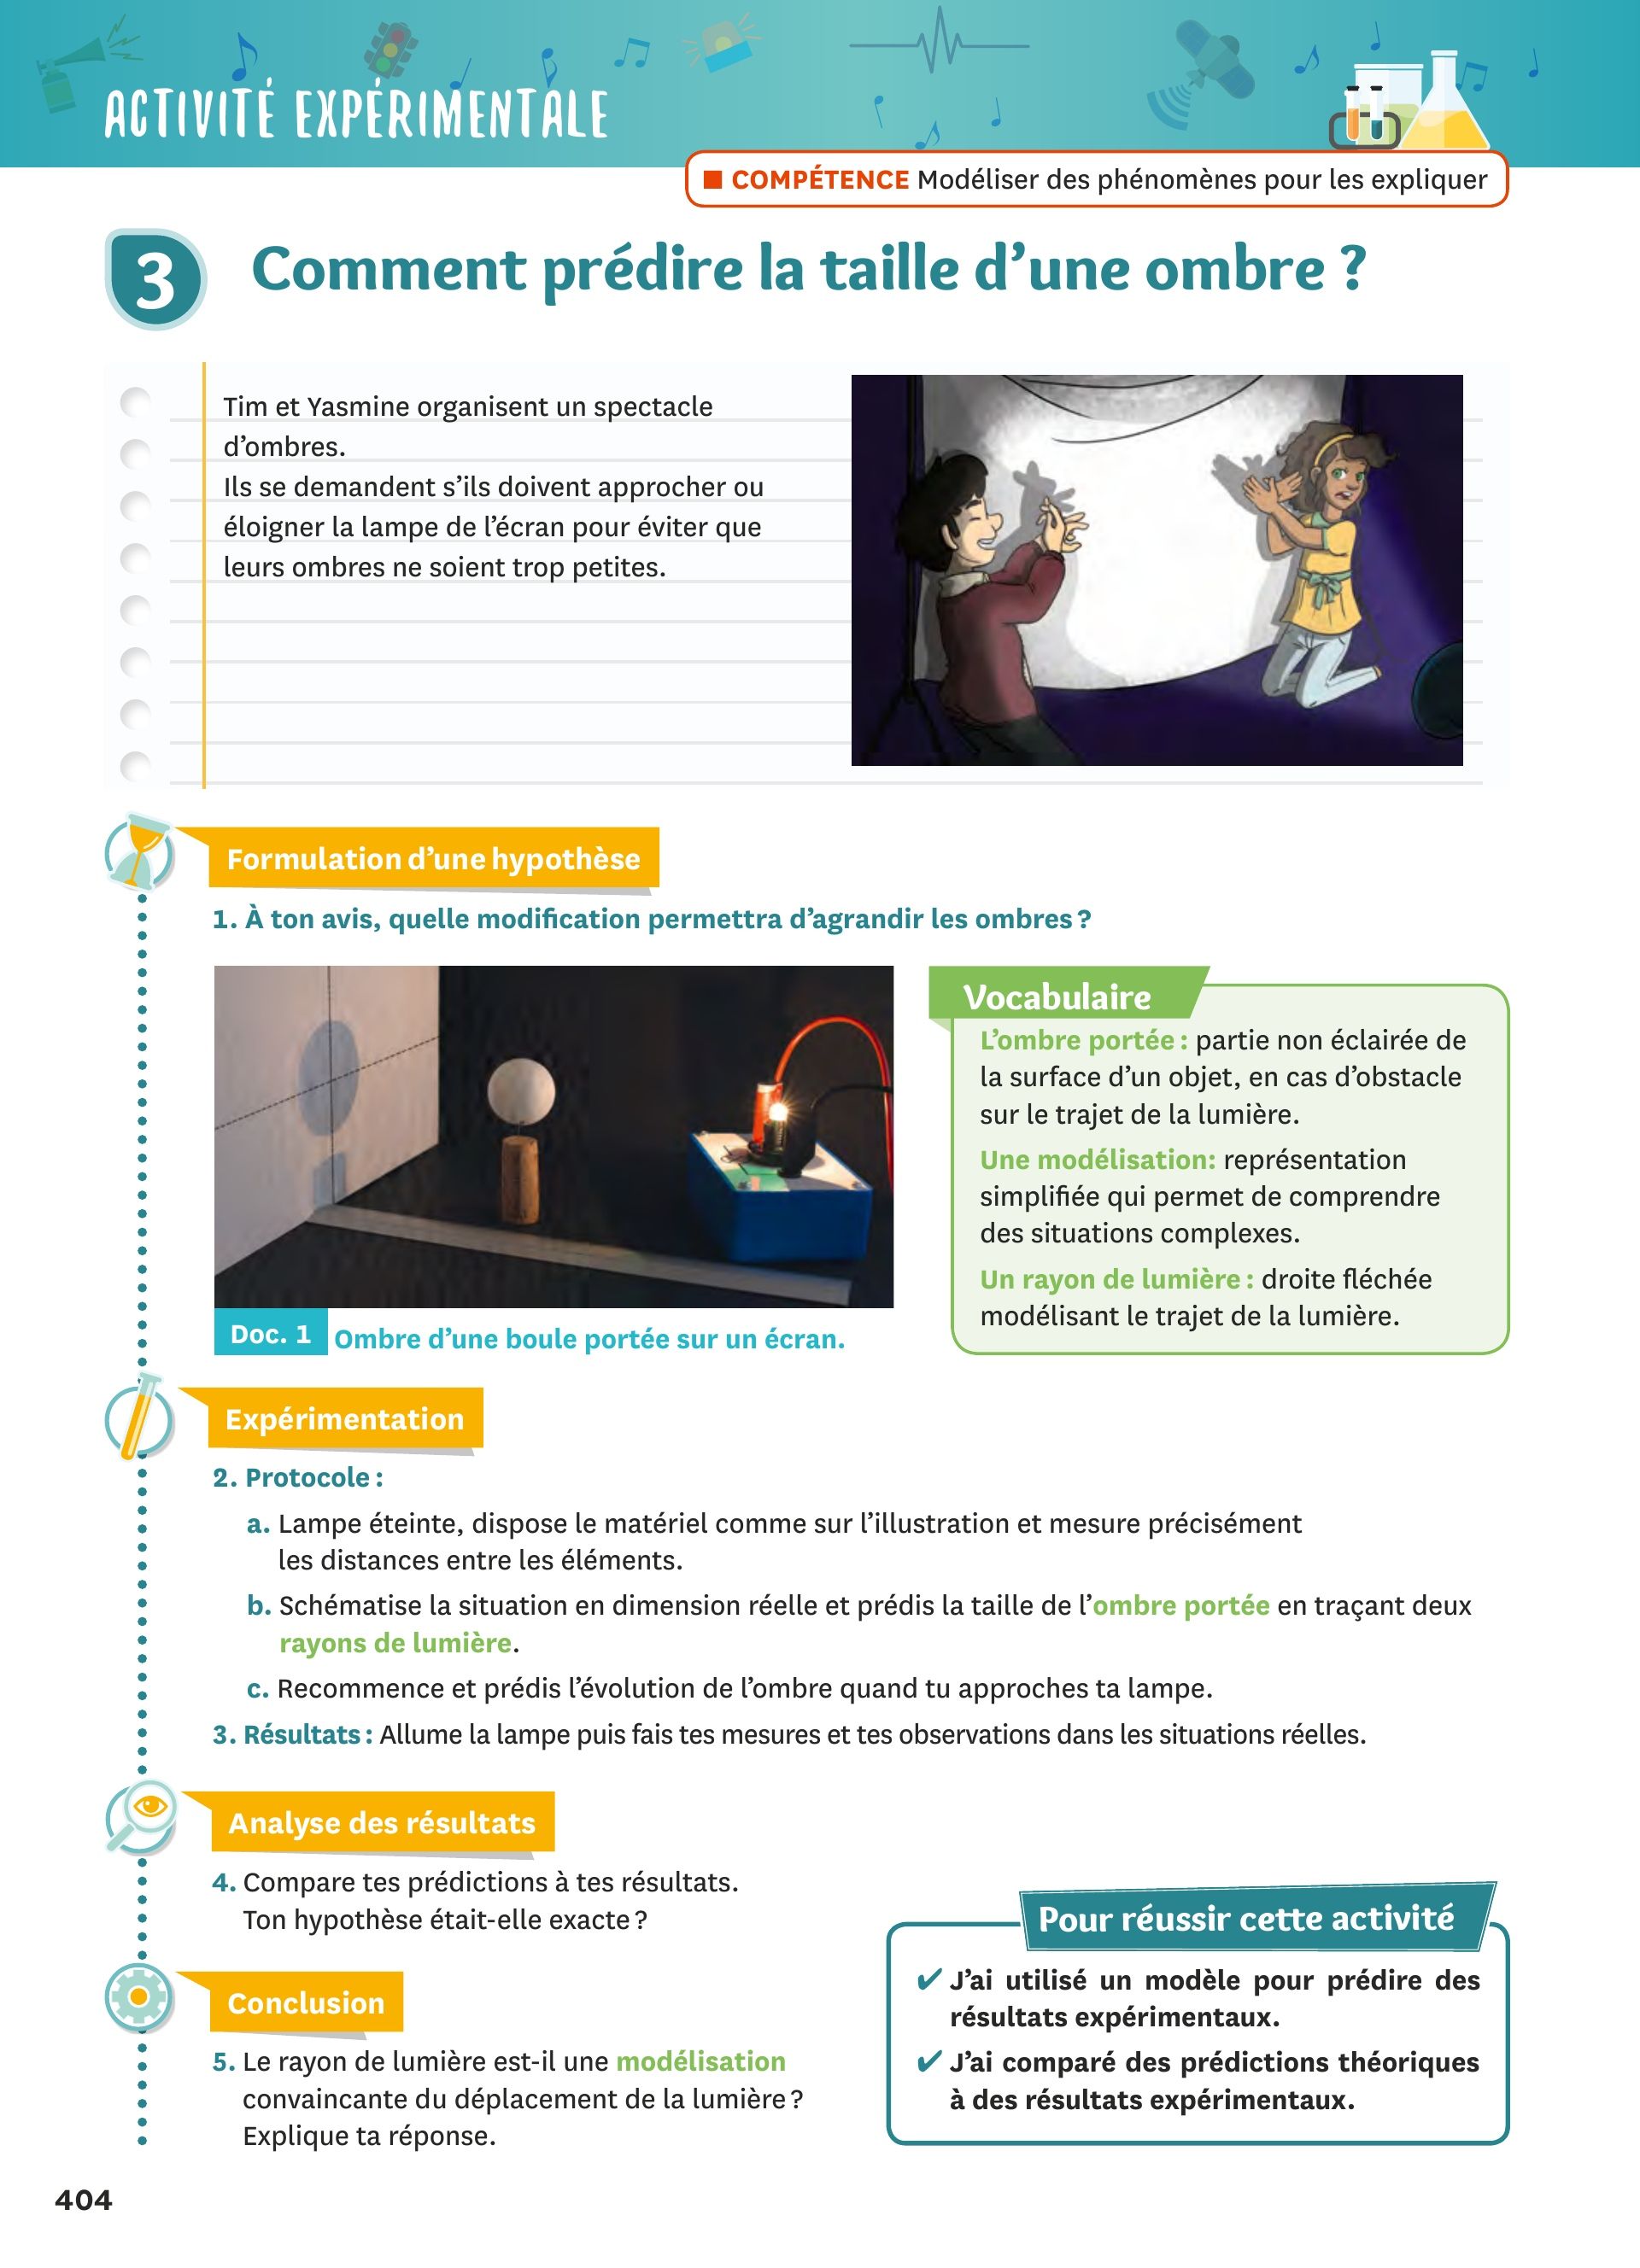 ACTIVITÉ EXPÉRIMENTALE
■ COMPÉTENCE Modéliser des phénomènes pour les expliquer
3 Comment prédire la taille d’une ombre ?
Tim et Yasmine organisent un spectacle
d’ombres.
Ils se demandent s’ils doivent approcher ou
éloigner la lampe de l’écran pour éviter que
leurs ombres ne soient trop petites.
Formulation d’une hypothèse
1. À ton avis, quelle modification permettra d’agrandir les ombres ?
Doc. 1 Ombre d’une boule portée sur un écran.
Vocabulaire
L’ombre portée : partie non éclairée de
la surface d’un objet, en cas d’obstacle
sur le trajet de la lumière.
Une modélisation: représentation
simplifiée qui permet de comprendre
des situations complexes.
Un rayon de lumière : droite fléchée
modélisant le trajet de la lumière.
Expérimentation
2. Protocole :
a. Lampe éteinte, dispose le matériel comme sur l’illustration et mesure précisément
les distances entre les éléments.
b. Schématise la situation en dimension réelle et prédis la taille de l’ombre portée en traçant deux
rayons de lumière.
c. Recommence et prédis l’évolution de l’ombre quand tu approches ta lampe.
3. Résultats : Allume la lampe puis fais tes mesures et tes observations dans les situations réelles.
Analyse des résultats
4. Compare tes prédictions à tes résultats.
Ton hypothèse était-elle exacte ?
Conclusion
5. Le rayon de lumière est-il une modélisation
convaincante du déplacement de la lumière ?
Explique ta réponse.
Pour réussir cette activité
✔ J’ai utilisé un modèle pour prédire des
résultats expérimentaux.
✔ J’ai comparé des prédictions théoriques
à des résultats expérimentaux.
404